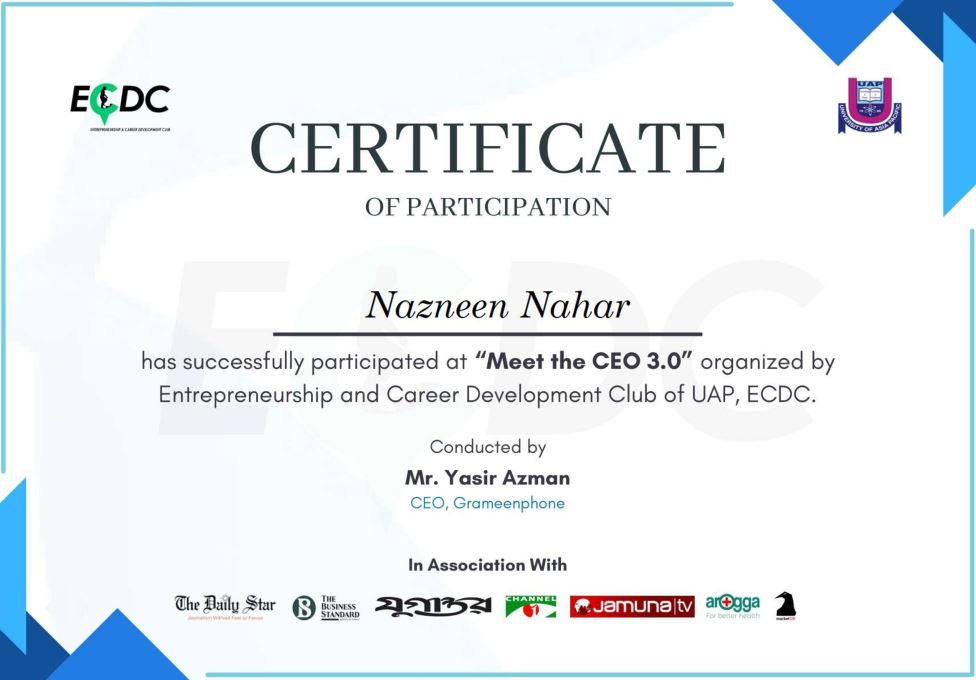 ECDC
ENTREPRENEURSHIP & CAREER DEVELOPMENT CLUB
UAP
UNIVERSITY OF ASIA PACIFIC
CERTIFICATE
OF PARTICIPATION
ECDC
Nazneen Nahar
has successfully participated at “Meet the CEO 3.0” organized by
Entrepreneurship and Career Development Club of UAP, ECDC.
Conducted by
Mr. Yasir Azman
CEO, Grameenphone
In Association With
The Daily Star
Journalism Without Fear or Favour
THE
BUSINESS
STANDARD
যুগান্তর
CHANNEL
i
Jamuna|tv
arogga
For better health